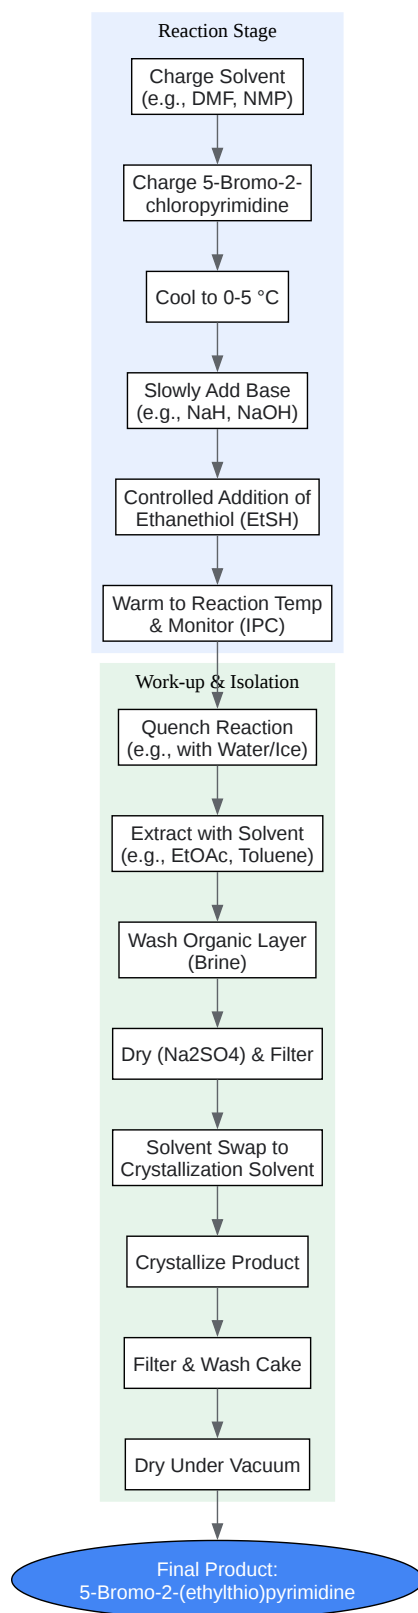 Reaction Stage
Charge Solvent
(e.g., DMF, NMP)
Charge 5-Bromo-2-
chloropyrimidine
Cool to 0-5 °C
Slowly Add Base
(e.g., NaH, NaOH)
Controlled Addition of
Ethanethiol (EtSH)
Warm to Reaction Temp
& Monitor (IPC)
Work-up & Isolation
Quench Reaction
(e.g., with Water/Ice)
Extract with Solvent
(e.g., EtOAc, Toluene)
Wash Organic Layer
(Brine)
Dry (Na2SO4) & Filter
Solvent Swap to
Crystallization Solvent
Crystallize Product
Filter & Wash Cake
Dry Under Vacuum
Final Product:
5-Bromo-2-(ethylthio)pyrimidine